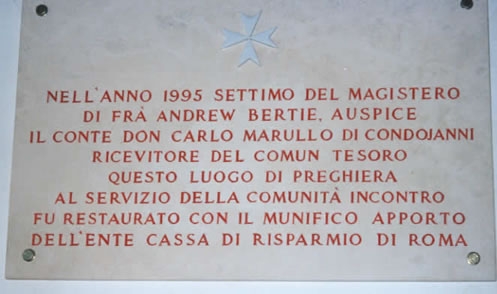 NELL'ANNO 1995 SETTIMO DEL MAGISTERO
DI FRÀ ANDREW BERTIE, AUSPICE
IL CONTE DON CARLO MARULLO DI CONDOJANNI
RICEVITORE DEL COMUN TESORO
QUESTO LUOGO DI PREGHIERA
AL SERVIZIO DELLA COMUNITÀ INCONTRO
FU RESTAURATO CON IL MUNIFICO APPORTO
DELL'ENTE CASSA DI RISPARMIO DI ROMA